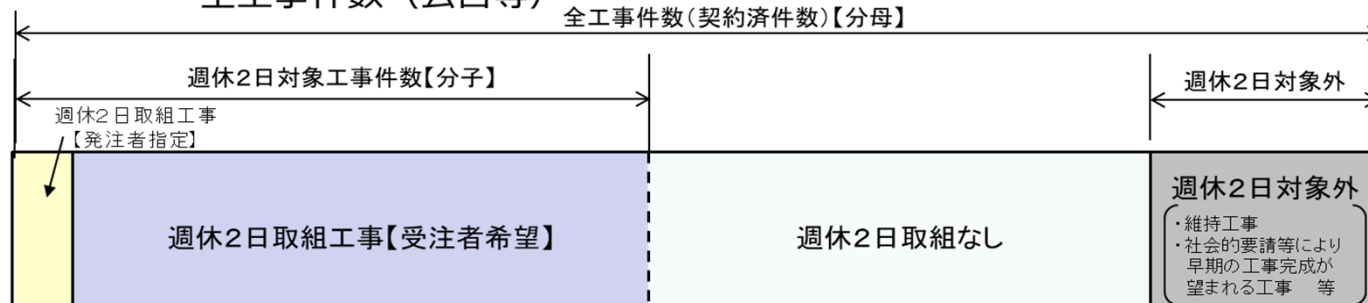 全工事件数(契約済件数)【分母】
週休2日対象工事件数【分子】
週休2日対象外
週休2日取組工事
【発注者指定】
週休2日取組工事【受注者希望】
週休2日取組なし
週休2日対象外
・維持工事
・社会的要請等により
早期の工事完成が
望まれる工事 等